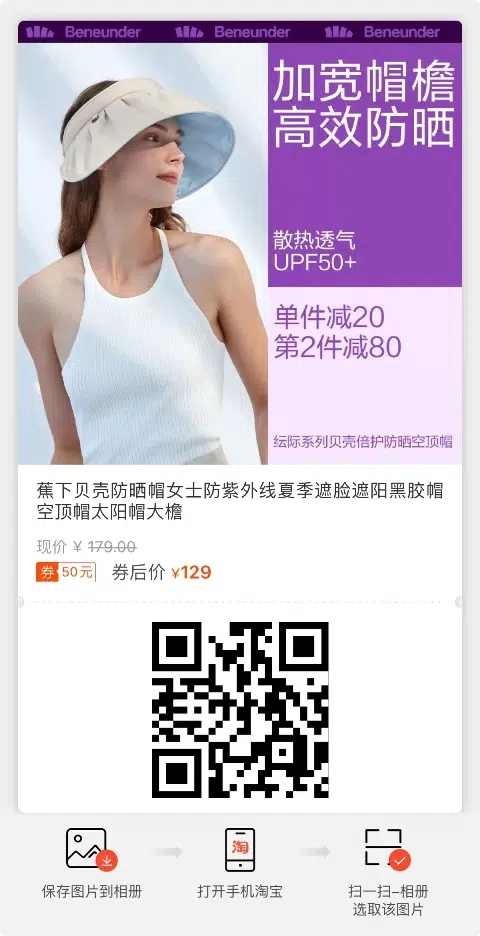 Beneunder Beneunder Beneunder
加宽帽檐
高效防晒
散热透气
UPF50+
单件减20
第2件减80
纭际系列贝壳倍护防晒空顶帽
蕉下贝壳防晒帽女士防紫外线夏季遮脸遮阳黑胶帽
空顶帽太阳帽大檐
现价 ¥ 179.00
券 50元 券后价 ¥129
淘
保存图片到相册
打开手机淘宝
扫一扫-相册
选取该图片